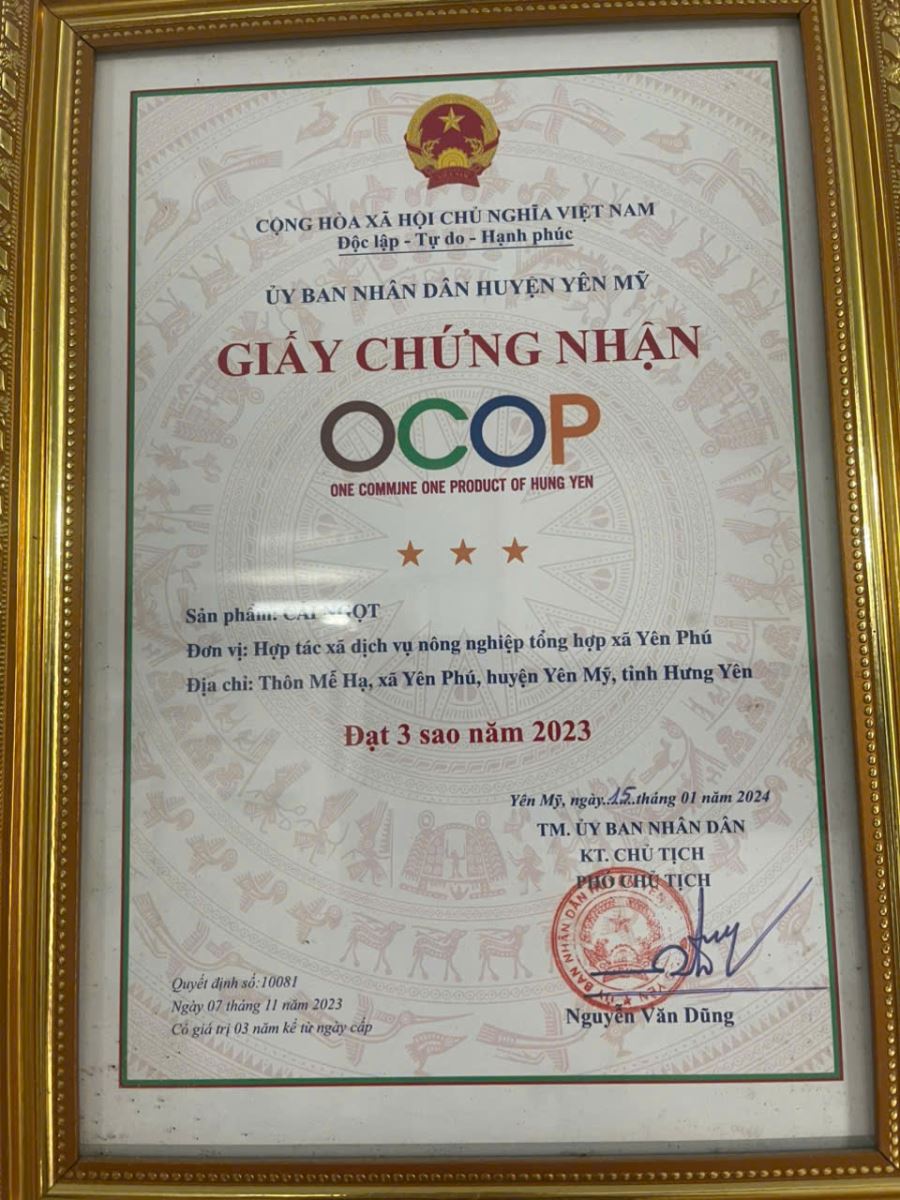 CỘNG HÒA XÃ HỘI CHỦ NGHĨA VIỆT NAM
Độc lập - Tự do - Hạnh phúc
ỦY BAN NHÂN DÂN HUYỆN YÊN MỸ
GIẤY CHỨNG NHẬN
OCOP
ONE COMMJNE ONE PRODUCT OF HUNG YEN
Sản phẩm: CẢI NGỌT
Đơn vị: Hợp tác xã dịch vụ nông nghiệp tổng hợp xã Yên Phú
Địa chỉ: Thôn Mễ Hạ, xã Yên Phú, huyện Yên Mỹ, tỉnh Hưng Yên
Đạt 3 sao năm 2023
Yên Mỹ, ngày..15..tháng 01 năm 2024
TM. ỦY BAN NHÂN DÂN
KT. CHỦ TỊCH
PHÓ CHỦ TỊCH
Nguyễn Văn Dũng
Quyết định số:10081
Ngày 07 tháng 11 năm 2023
Có giá trị 03 năm kể từ ngày cấp